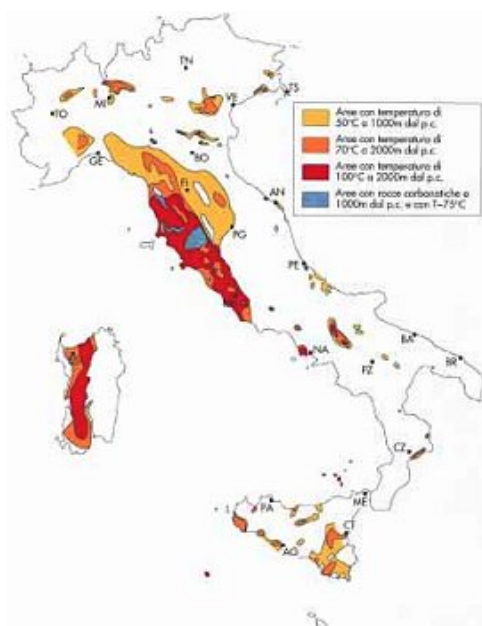 TN
TS
MI
VE
TO
Aree con temperatura di
50°C a 1000m dal p.c.
Aree con temperatura di
70°C a 2000m dal p.c.
Aree con temperatura di
100°C a 2000m dal p.c.
Aree con rocce carbonatiche a
1000m dal p.c. e con T~75°C
GE
BO
FI
AN
PG
PE
NA
BA
PZ
BR
CZ
ME
PA
CT
AG